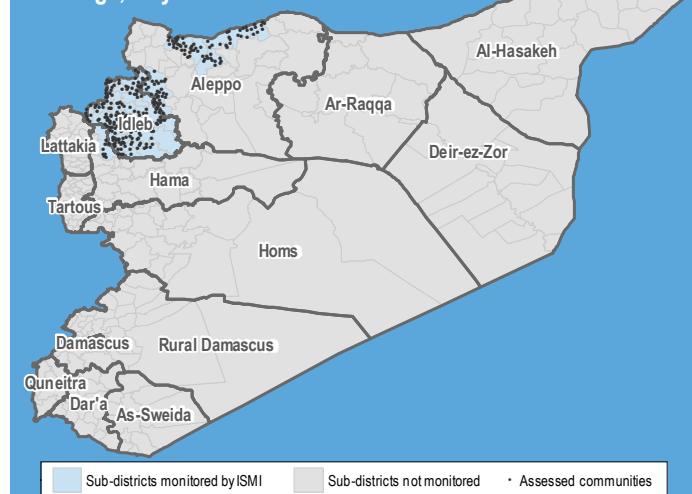 Al-Hasakeh
Aleppo
Ar-Raqqa
Idleb
Lattakia
Deir-ez-Zor
Hama
Tartous
Homs
Damascus
Rural Damascus
Quneitra
Dar'a
As-Sweida
Sub-districts monitored by ISMI
Sub-districts not monitored
Assessed communities